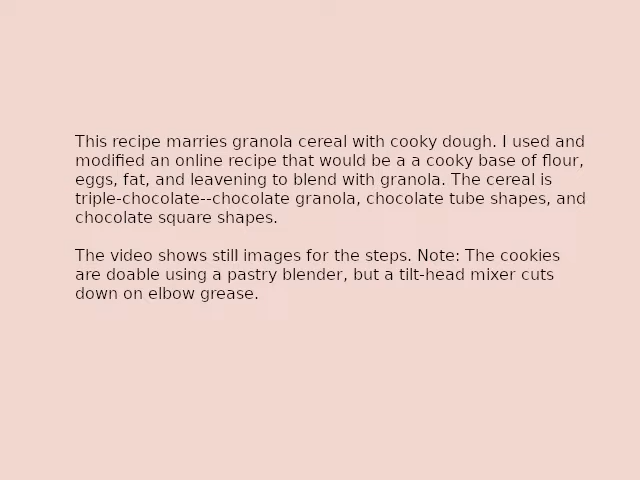 This recipe marries granola cereal with cooky dough. I used and
modified an online recipe that would be a a cooky base of flour,
eggs, fat, and leavening to blend with granola. The cereal is
triple-chocolate--chocolate granola, chocolate tube shapes, and
chocolate square shapes.
The video shows still images for the steps. Note: The cookies
are doable using a pastry blender, but a tilt-head mixer cuts
down on elbow grease.